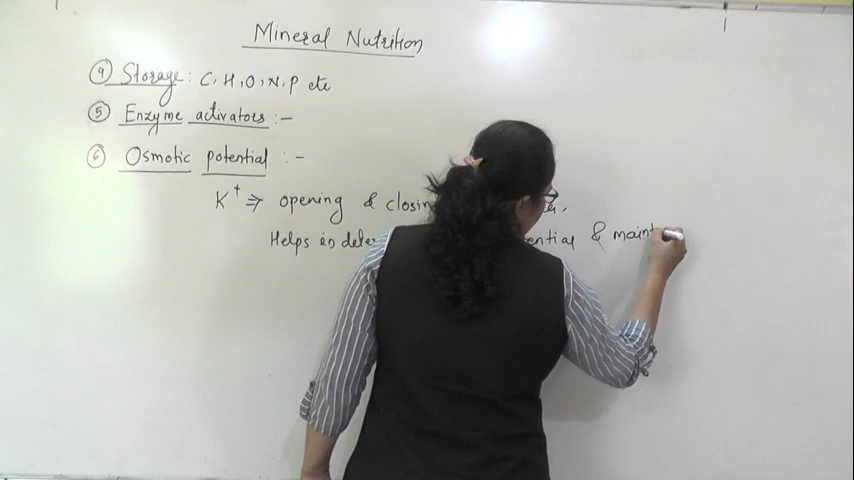 Mineral Nutrition
④ Storage: C, H, O, N, P etc
⑤ Enzyme activators :-
⑥ Osmotic potential :-
K⁺ ⇒ opening & closin
Helps in dete ential & maint